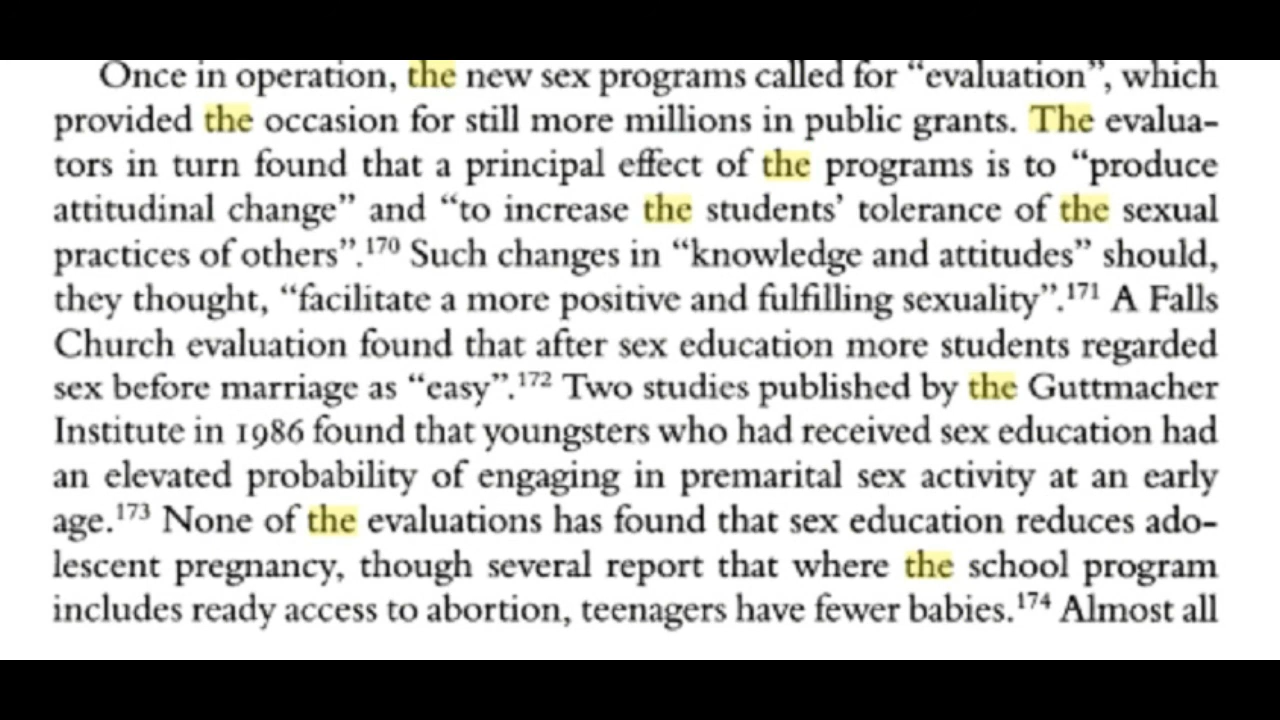 Once in operation, the new sex programs called for “evaluation”, which
provided the occasion for still more millions in public grants. The evalua-
tors in turn found that a principal effect of the programs is to “produce
attitudinal change” and “to increase the students’ tolerance of the sexual
practices of others”.170 Such changes in “knowledge and attitudes” should,
they thought, “facilitate a more positive and fulfilling sexuality”.171 A Falls
Church evaluation found that after sex education more students regarded
sex before marriage as “easy”.172 Two studies published by the Guttmacher
Institute in 1986 found that youngsters who had received sex education had
an elevated probability of engaging in premarital sex activity at an early
age.173 None of the evaluations has found that sex education reduces ado-
lescent pregnancy, though several report that where the school program
includes ready access to abortion, teenagers have fewer babies.174 Almost all